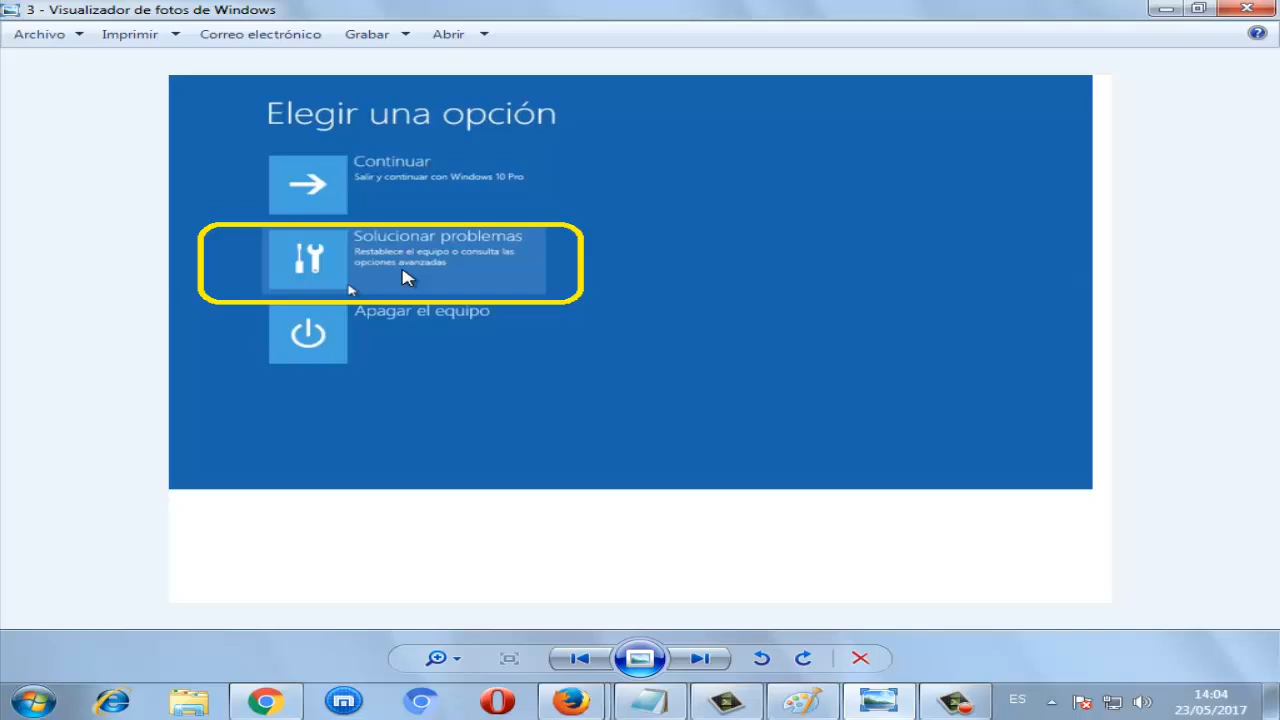 3 - Visualizador de fotos de Windows
Archivo Imprimir Correo electrónico Grabar Abrir
Elegir una opción
Continuar
Salir y continuar con Windows 10 Pro
Solucionar problemas
Restablece el equipo o consulta las
opciones avanzadas
Apagar el equipo
ES
14:04
23/05/2017